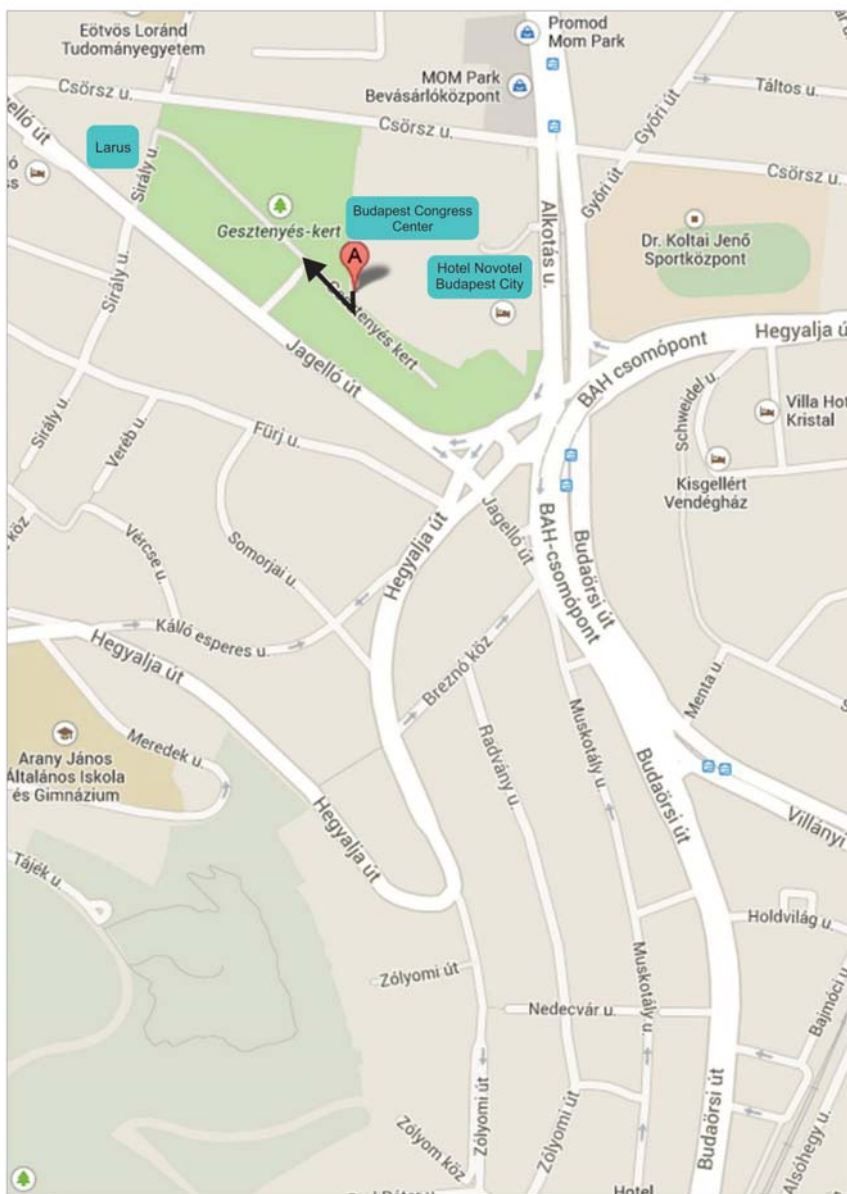 Eötvös Loránd
Tudományegyetem
Promod
Mom Park
MOM Park
Bevásárlóközpont
Csörsz u.
Táltos u.
Győri út
Csörsz u.
Jagelló út
Larus
Sirály u.
Csörsz u.
ó
ss
Gesztenyés-kert
Budapest Congress
Center
A
Alkotás u.
Győri út
Dr. Koltai Jenő
Sportközpont
Hotel Novotel
Budapest City
Sirály u.
Gesztenyés kert
Jagelló út
BAH csomópont
Hegyalja ú
Schweidel u.
Villa Hot
Kristal
Sirály u.
Veréb u.
Fürj u.
Kisgellért
Vendégház
köz
Vércse u.
Somorjai u.
Hegyalja út
Jagelló út
BAH-csomópont
Budaörsi út
Kálló esperes u.
Hegyalja út
Breznó köz
Menta u.
S
Arany János
Általános Iskola
és Gimnázium
Meredek u.
Radvány u.
Muskotály u.
Budaörsi út
Hegyalja út
Villányi
Tájék u.
Holdvilág u.
Zólyomi út
Muskotály u.
Bajmóci u.
Nedecvár u.
Zólyomi út
Zólyomi út
Budaörsi út
Alsóhegy u.
Zólyom köz
Hotel